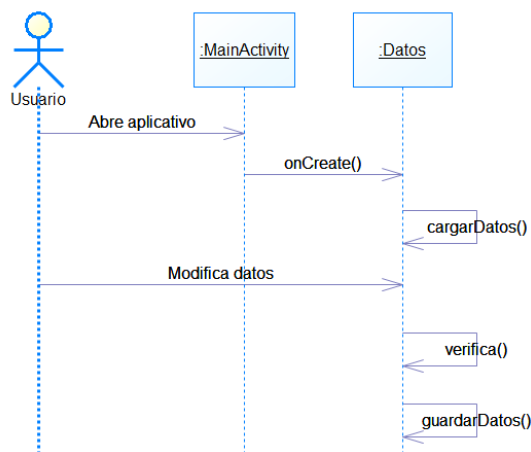 :MainActivity
:Datos
Usuario
Abre aplicativo
onCreate()
cargarDatos()
Modifica datos
verifica()
guardarDatos()